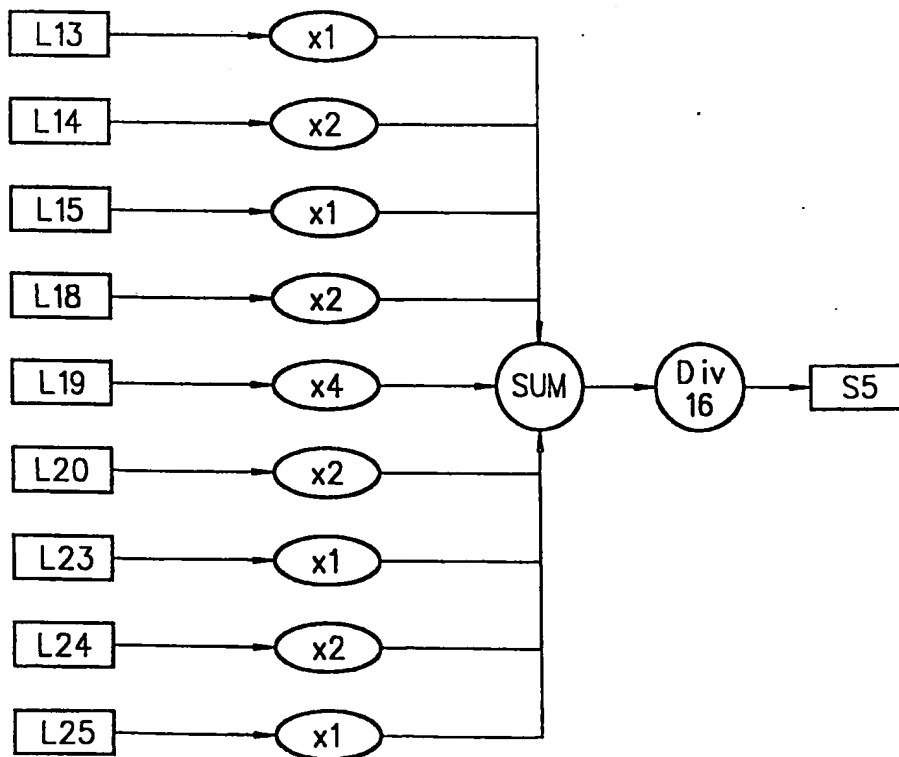 L13 x1
L14 x2
L15 x1
L18 x2
L19 x4 SUM Div 16 S5
L20 x2
L23 x1
L24 x2
L25 x1